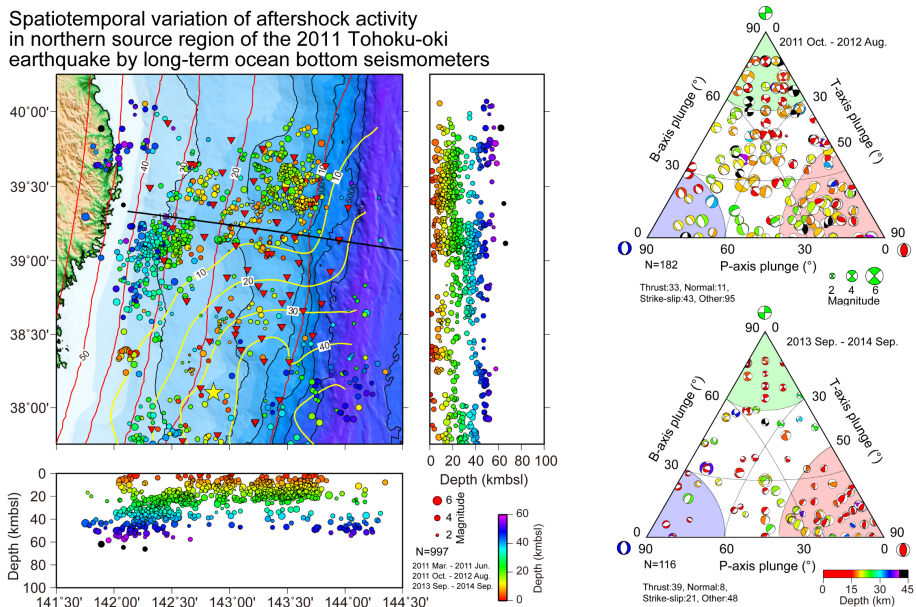 Spatiotemporal variation of aftershock activity
in northern source region of the 2011 Tohoku-oki
earthquake by long-term ocean bottom seismometers
40°00'
39°30'
39°00'
38°30'
38°00'
40
20
10
10
10
20
30
40
50
0 20 40 60 80 100
Depth (kmbsl)
0
20
40
60
80
100
Depth (kmbsl)
141°30' 142°00' 142°30' 143°00' 143°30' 144°00' 144°30'
6
4
2
Magnitude
N=997
2011 Mar. - 2011 Jun.
2011 Oct. - 2012 Aug.
2013 Sep. - 2014 Sep.
60
40
20
0
Depth (kmbsl)
90 0
2011 Oct. - 2012 Aug.
60 30
B-axis plunge (°)
T-axis plunge (°)
30 50
0 90
90 60 30 0
P-axis plunge (°)
N=182
Thrust:33, Normal:11,
Strike-slip:43, Other:95
2 4 6
Magnitude
90 0
2013 Sep. - 2014 Sep.
60 30
B-axis plunge (°)
T-axis plunge (°)
30 50
0 90
90 60 30 0
P-axis plunge (°)
N=116
Thrust:39, Normal:8,
Strike-slip:21, Other:48
0 15 30 45
Depth (km)